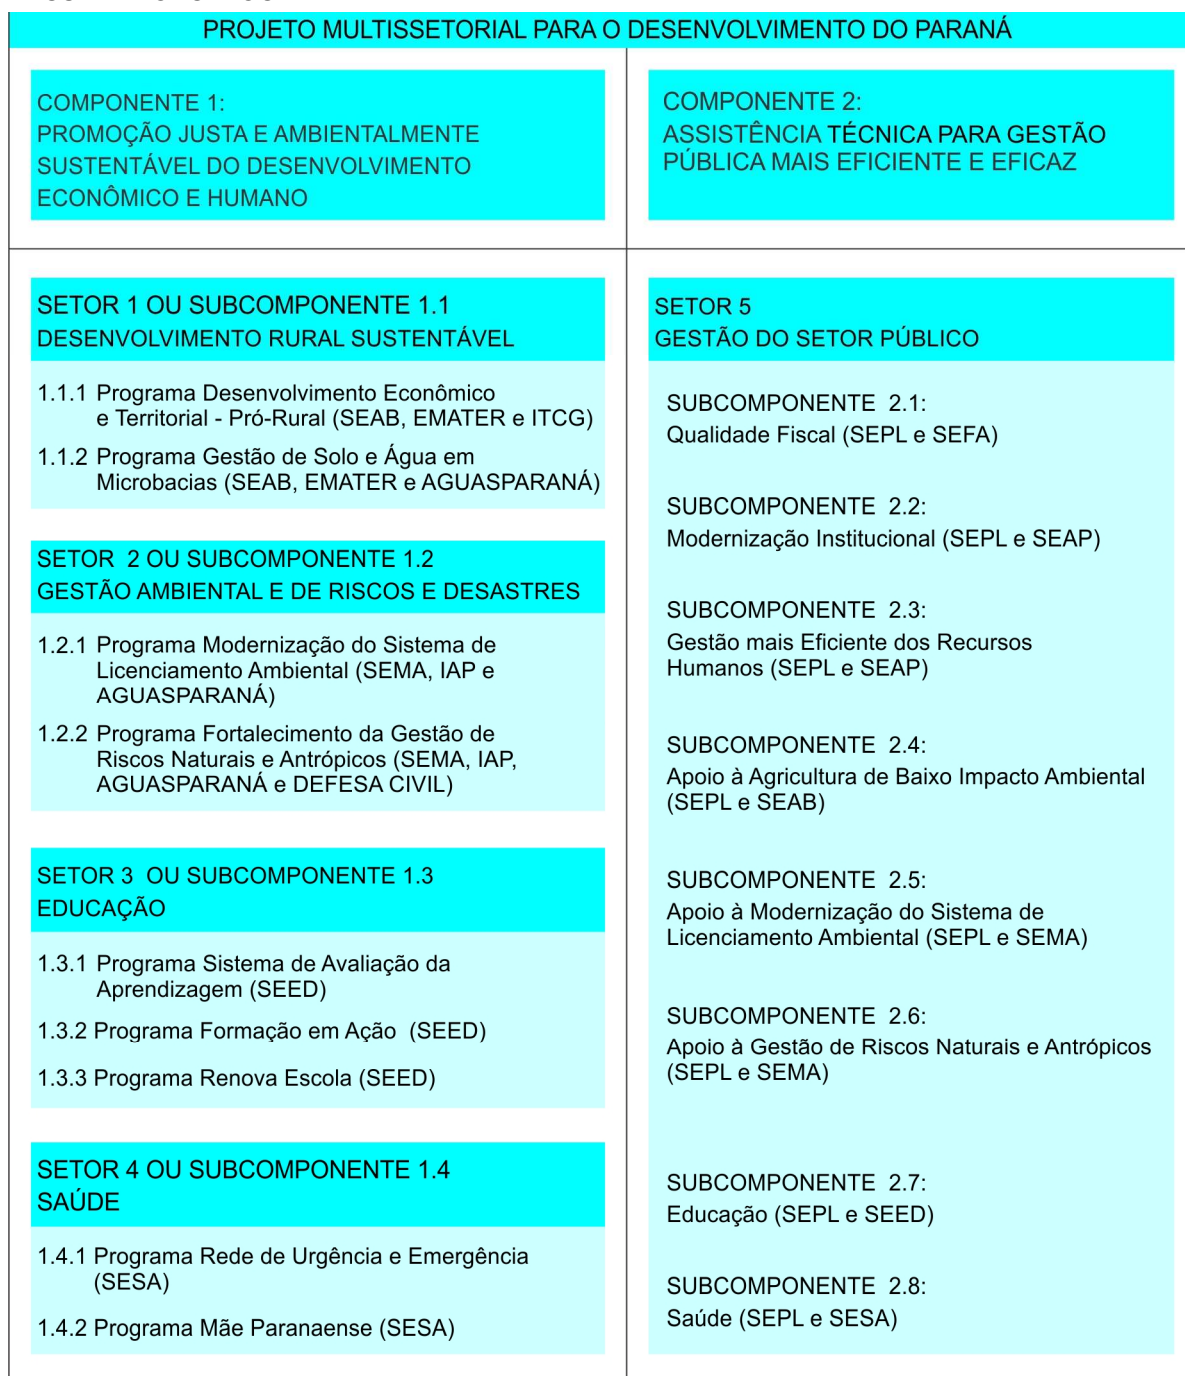 PROJETO MULTISSETORIAL PARA O DESENVOLVIMENTO DO PARANÁ
COMPONENTE 1:
PROMOÇÃO JUSTA E AMBIENTALMENTE
SUSTENTÁVEL DO DESENVOLVIMENTO
ECONÔMICO E HUMANO
COMPONENTE 2:
ASSISTÊNCIA TÉCNICA PARA GESTÃO
PÚBLICA MAIS EFICIENTE E EFICAZ
SETOR 1 OU SUBCOMPONENTE 1.1
DESENVOLVIMENTO RURAL SUSTENTÁVEL
1.1.1 Programa Desenvolvimento Econômico
e Territorial - Pró-Rural (SEAB, EMATER e ITCG)
1.1.2 Programa Gestão de Solo e Água em
Microbacias (SEAB, EMATER e AGUASPARANÁ)
SETOR 2 OU SUBCOMPONENTE 1.2
GESTÃO AMBIENTAL E DE RISCOS E DESASTRES
1.2.1 Programa Modernização do Sistema de
Licenciamento Ambiental (SEMA, IAP e
AGUASPARANÁ)
1.2.2 Programa Fortalecimento da Gestão de
Riscos Naturais e Antrópicos (SEMA, IAP,
AGUASPARANÁ e DEFESA CIVIL)
SETOR 3 OU SUBCOMPONENTE 1.3
EDUCAÇÃO
1.3.1 Programa Sistema de Avaliação da
Aprendizagem (SEED)
1.3.2 Programa Formação em Ação (SEED)
1.3.3 Programa Renova Escola (SEED)
SETOR 4 OU SUBCOMPONENTE 1.4
SAÚDE
1.4.1 Programa Rede de Urgência e Emergência
(SESA)
1.4.2 Programa Mãe Paranaense (SESA)
SETOR 5
GESTÃO DO SETOR PÚBLICO
SUBCOMPONENTE 2.1:
Qualidade Fiscal (SEPL e SEFA)
SUBCOMPONENTE 2.2:
Modernização Institucional (SEPL e SEAP)
SUBCOMPONENTE 2.3:
Gestão mais Eficiente dos Recursos
Humanos (SEPL e SEAP)
SUBCOMPONENTE 2.4:
Apoio à Agricultura de Baixo Impacto Ambiental
(SEPL e SEAB)
SUBCOMPONENTE 2.5:
Apoio à Modernização do Sistema de
Licenciamento Ambiental (SEPL e SEMA)
SUBCOMPONENTE 2.6:
Apoio à Gestão de Riscos Naturais e Antrópicos
(SEPL e SEMA)
SUBCOMPONENTE 2.7:
Educação (SEPL e SEED)
SUBCOMPONENTE 2.8:
Saúde (SEPL e SESA)